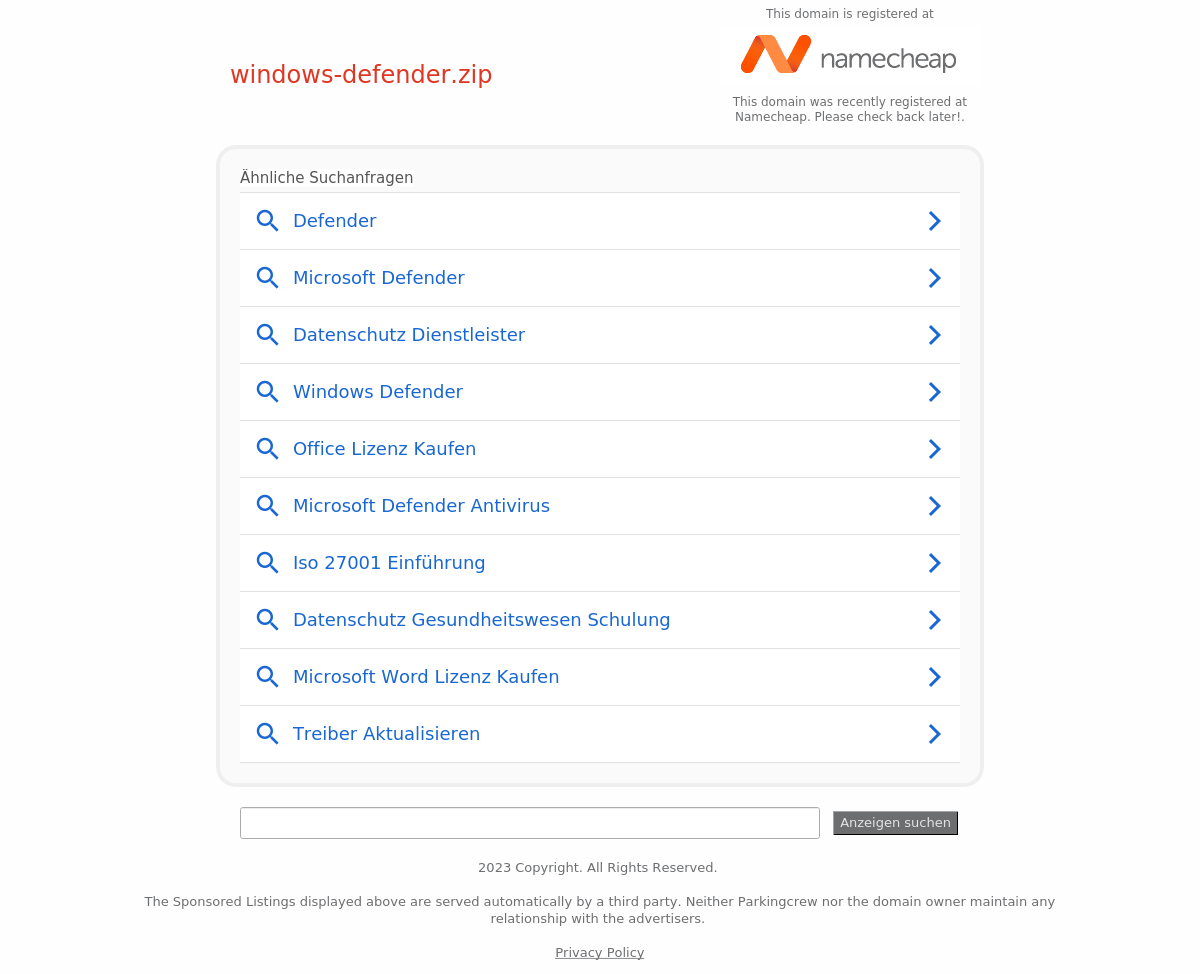 This domain is registered at
namecheap
windows-defender.zip
This domain was recently registered at
Namecheap. Please check back later!.
Ähnliche Suchanfragen
Defender
Microsoft Defender
Datenschutz Dienstleister
Windows Defender
Office Lizenz Kaufen
Microsoft Defender Antivirus
Iso 27001 Einführung
Datenschutz Gesundheitswesen Schulung
Microsoft Word Lizenz Kaufen
Treiber Aktualisieren
Anzeigen suchen
2023 Copyright. All Rights Reserved.
The Sponsored Listings displayed above are served automatically by a third party. Neither Parkingcrew nor the domain owner maintain any
relationship with the advertisers.
Privacy Policy